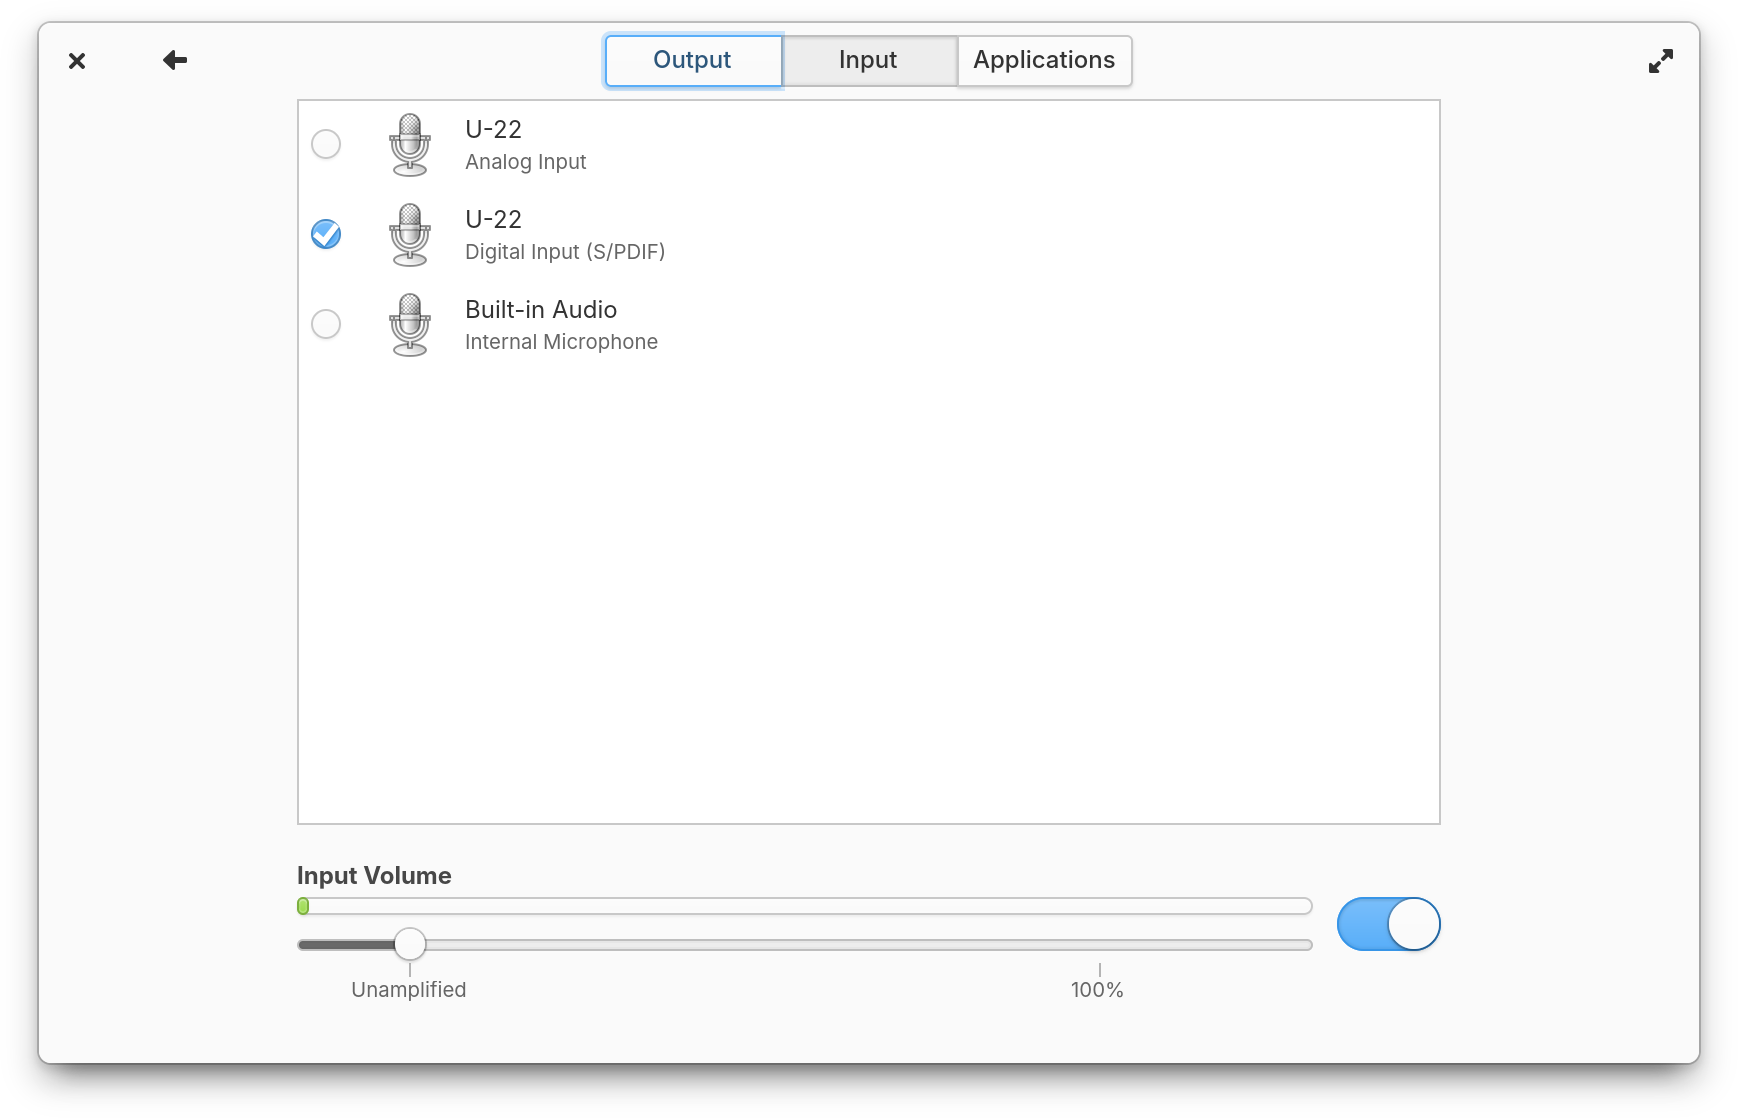 Output
Input
Applications
U-22
Analog Input
U-22
Digital Input (S/PDIF)
Built-in Audio
Internal Microphone
Input Volume
Unamplified
100%